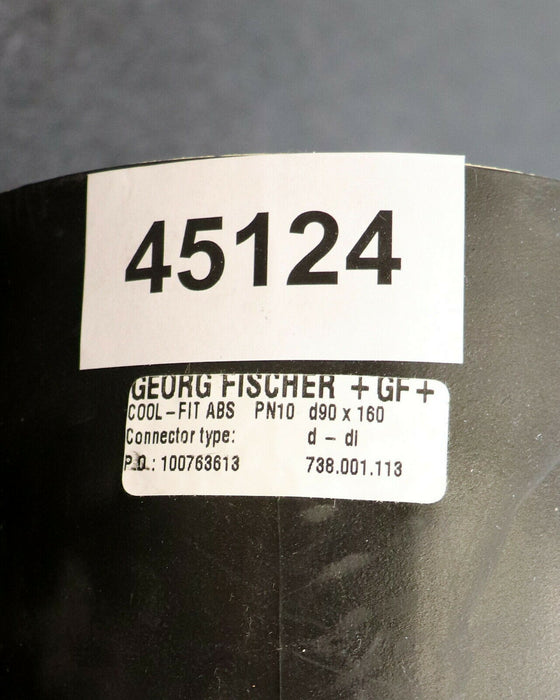 45124
GEORG FISCHER +GF+
COOL-FIT ABS PN10 d90 x 160
Connector type: d - di
P.O.: 100763613 738.001.113